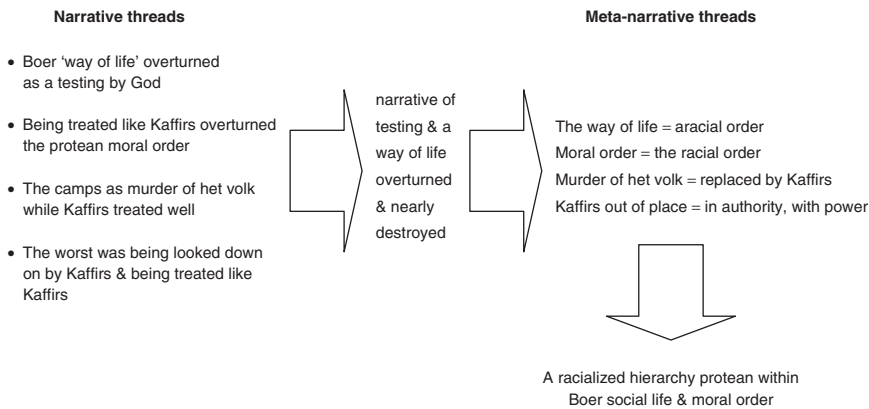 Narrative threads
• Boer ‘way of life’ overturned
as a testing by God
• Being treated like Kaffirs overturned
the protean moral order
• The camps as murder of het volk
while Kaffirs treated well
• The worst was being looked down
on by Kaffirs & being treated like
Kaffirs
narrative of
testing & a
way of life
overturned
& nearly
destroyed
Meta-narrative threads
The way of life = aracial order
Moral order = the racial order
Murder of het volk = replaced by Kaffirs
Kaffirs out of place = in authority, with power
A racialized hierarchy protean within
Boer social life & moral order